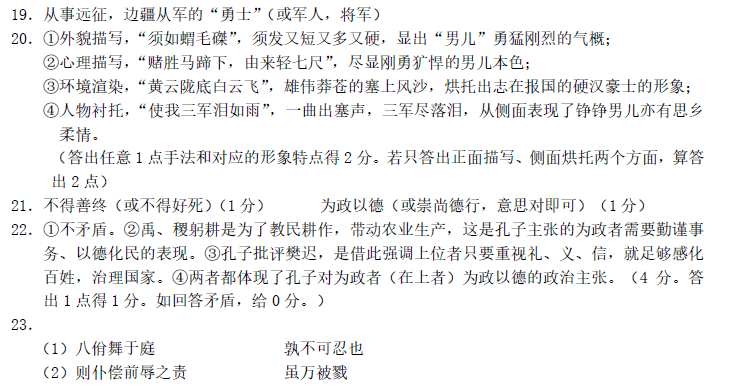 19．从事远征，边疆从军的“勇士”（或军人，将军）
20．①外貌描写，“须如蝟毛磔”，须发又短又多又硬，显出“男儿”勇猛刚烈的气概；
②心理描写，“赌胜马蹄下，由来轻七尺”，尽显刚勇犷悍的男儿本色；
③环境渲染，“黄云陇底白云飞”，雄伟莽苍的塞上风沙，烘托出志在报国的硬汉豪士的形象；
④人物衬托，“使我三军泪如雨”，一曲出塞声，三军尽落泪，从侧面表现了铮铮男儿亦有思乡
柔情。
（答出任意1点手法和对应的形象特点得2分。若只答出正面描写、侧面烘托两个方面，算答
出2点）
21．不得善终（或不得好死）（1分） 为政以德（或崇尚德行，意思对即可）（1分）
22．①不矛盾。②禹、稷躬耕是为了教民耕作，带动农业生产，这是孔子主张的为政者需要勤谨事
务、以德化民的表现。③孔子批评樊迟，是借此强调上位者只要重视礼、义、信，就足够感化
百姓，治理国家。④两者都体现了孔子对为政者（在上者）为政以德的政治主张。（4 分。答
出1点得1分。如回答矛盾，给0分。）
23．
（1）八佾舞于庭 孰不可忍也
（2）则仆偿前辱之责 虽万被戮